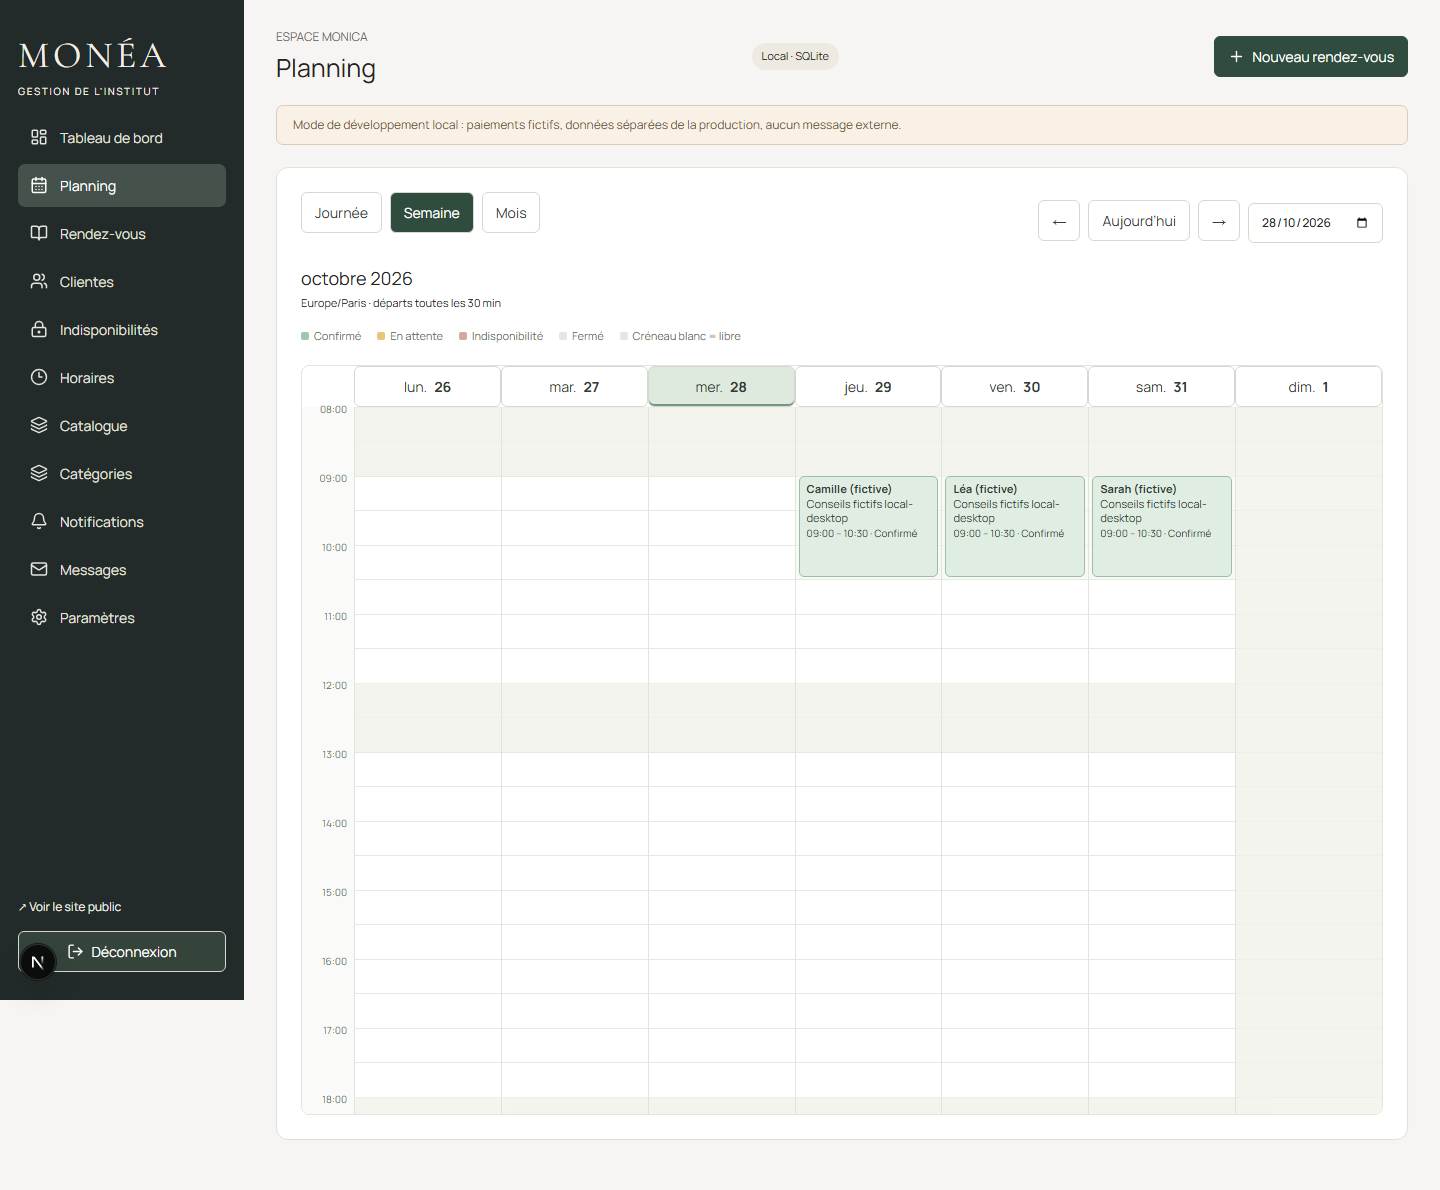 MONÉA
GESTION DE L'INSTITUT
Tableau de bord
Planning
Rendez-vous
Clientes
Indisponibilités
Horaires
Catalogue
Catégories
Notifications
Messages
Paramètres
↗ Voir le site public
Déconnexion
N
ESPACE MONICA
Planning
Local · SQLite
+ Nouveau rendez-vous
Mode de développement local : paiements fictifs, données séparées de la production, aucun message externe.
Journée Semaine Mois
← Aujourd'hui → 28/10/2026
octobre 2026
Europe/Paris · départs toutes les 30 min
Confirmé En attente Indisponibilité Fermé Créneau blanc = libre
lun. 26 mar. 27 mer. 28 jeu. 29 ven. 30 sam. 31 dim. 1
08:00
09:00
Camille (fictive)
Conseils fictifs local-
desktop
09:00 – 10:30 · Confirmé
Léa (fictive)
Conseils fictifs local-
desktop
09:00 – 10:30 · Confirmé
Sarah (fictive)
Conseils fictifs local-
desktop
09:00 – 10:30 · Confirmé
10:00
11:00
12:00
13:00
14:00
15:00
16:00
17:00
18:00